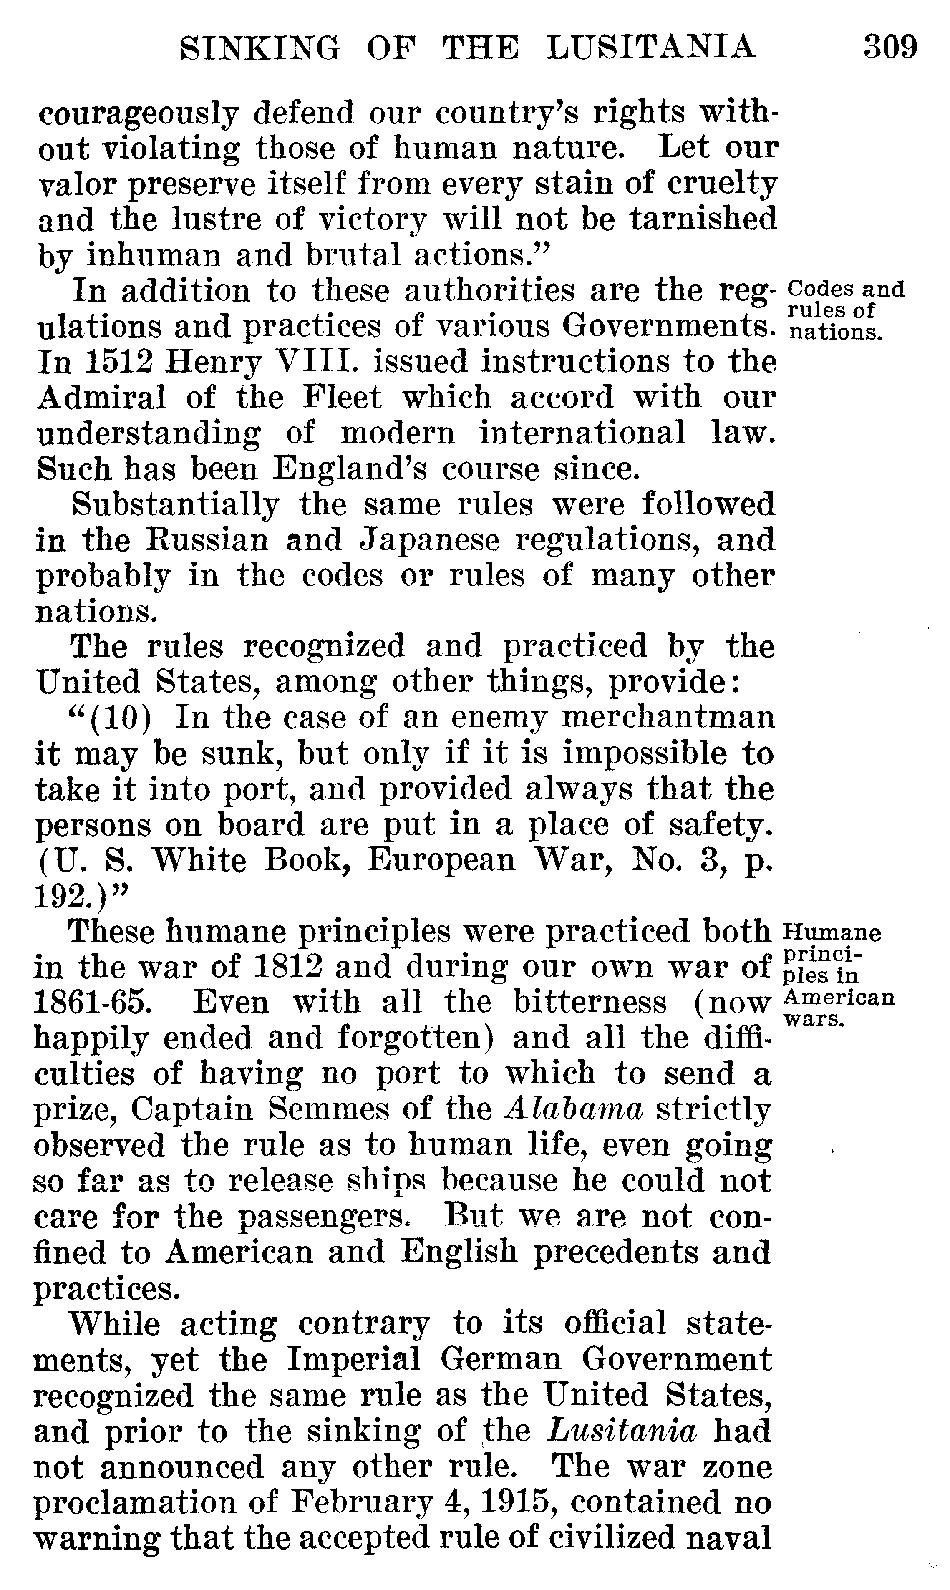 SINKING OF THE LUSITANIA 309
courageously defend our country's rights with-
out violating those of human nature. Let our
valor preserve itself from every stain of cruelty
and the lustre of victory will not be tarnished
by inhuman and brutal actions."
In addition to these authorities are the reg-
ulations and practices of various Governments.
Codes and
rules of
nations.
In 1512 Henry VIII. issued instructions to the
Admiral of the Fleet which accord with our
understanding of modern international law.
Such has been England's course since.
Substantially the same rules were followed
in the Russian and Japanese regulations, and
probably in the codes or rules of many other
nations.
The rules recognized and practiced by the
United States, among other things, provide:
"(10) In the case of an enemy merchantman
it may be sunk, but only if it is impossible to
take it into port, and provided always that the
persons on board are put in a place of safety.
(U. S. White Book, European War, No. 3, p.
192.)"
These humane principles were practiced both
in the war of 1812 and during our own war of
1861-65. Even with all the bitterness (now
Humane
princi-
ples in
American
wars.
happily ended and forgotten) and all the diffi-
culties of having no port to which to send a
prize, Captain Semmes of the Alabama strictly
observed the rule as to human life, even going
so far as to release ships because he could not
care for the passengers. But we are not con-
fined to American and English precedents and
practices.
While acting contrary to its official state-
ments, yet the Imperial German Government
recognized the same rule as the United States,
and prior to the sinking of the Lusitania had
not announced any other rule. The war zone
proclamation of February 4, 1915, contained no
warning that the accepted rule of civilized naval